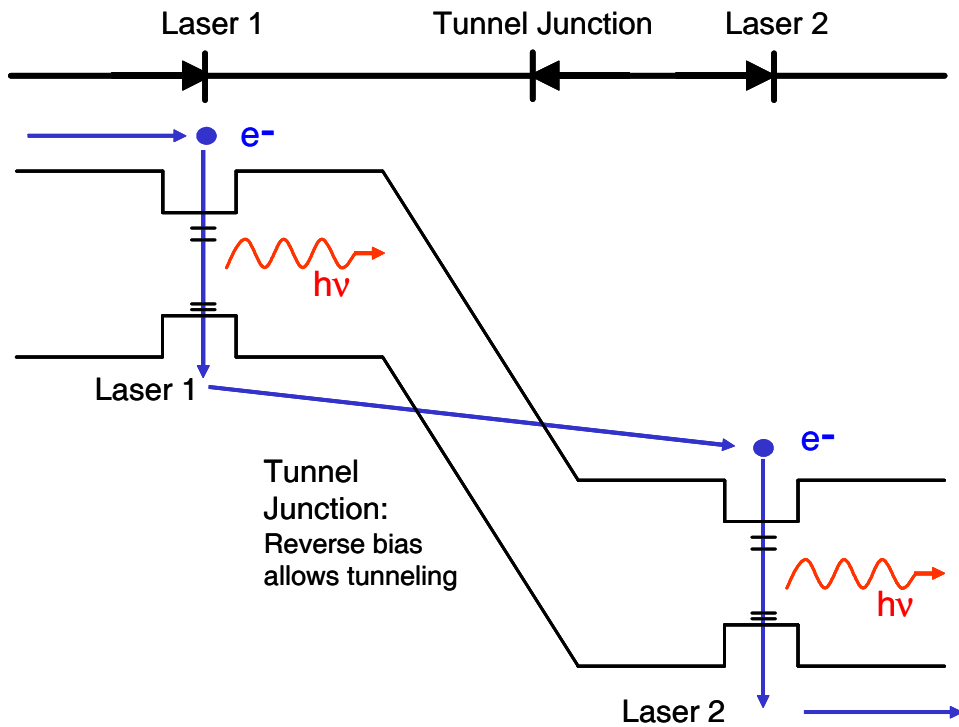 Laser 1
Tunnel Junction
Laser 2
e-
hν
Laser 1
e-
Tunnel
Junction:
Reverse bias
allows tunneling
hν
Laser 2